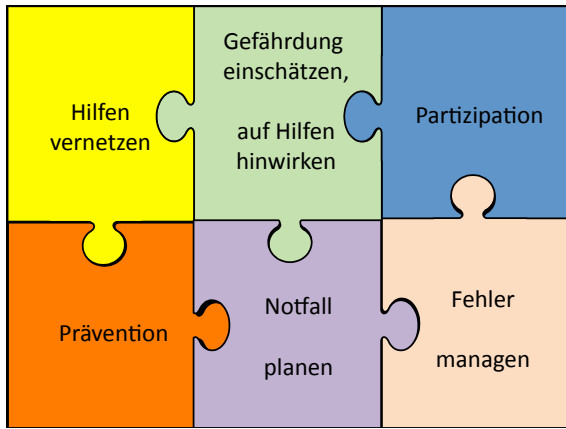 Hilfen
vernetzen
Gefährdung
einschätzen,
auf Hilfen
hinwirken
Partizipation
Prävention
Notfall
planen
Fehler
managen